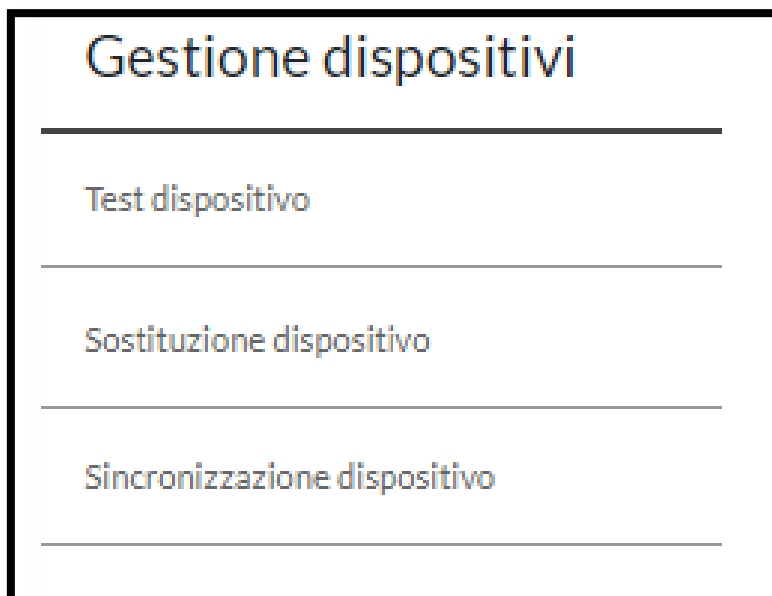 Gestione dispositivi
Test dispositivo
Sostituzione dispositivo
Sincronizzazione dispositivo